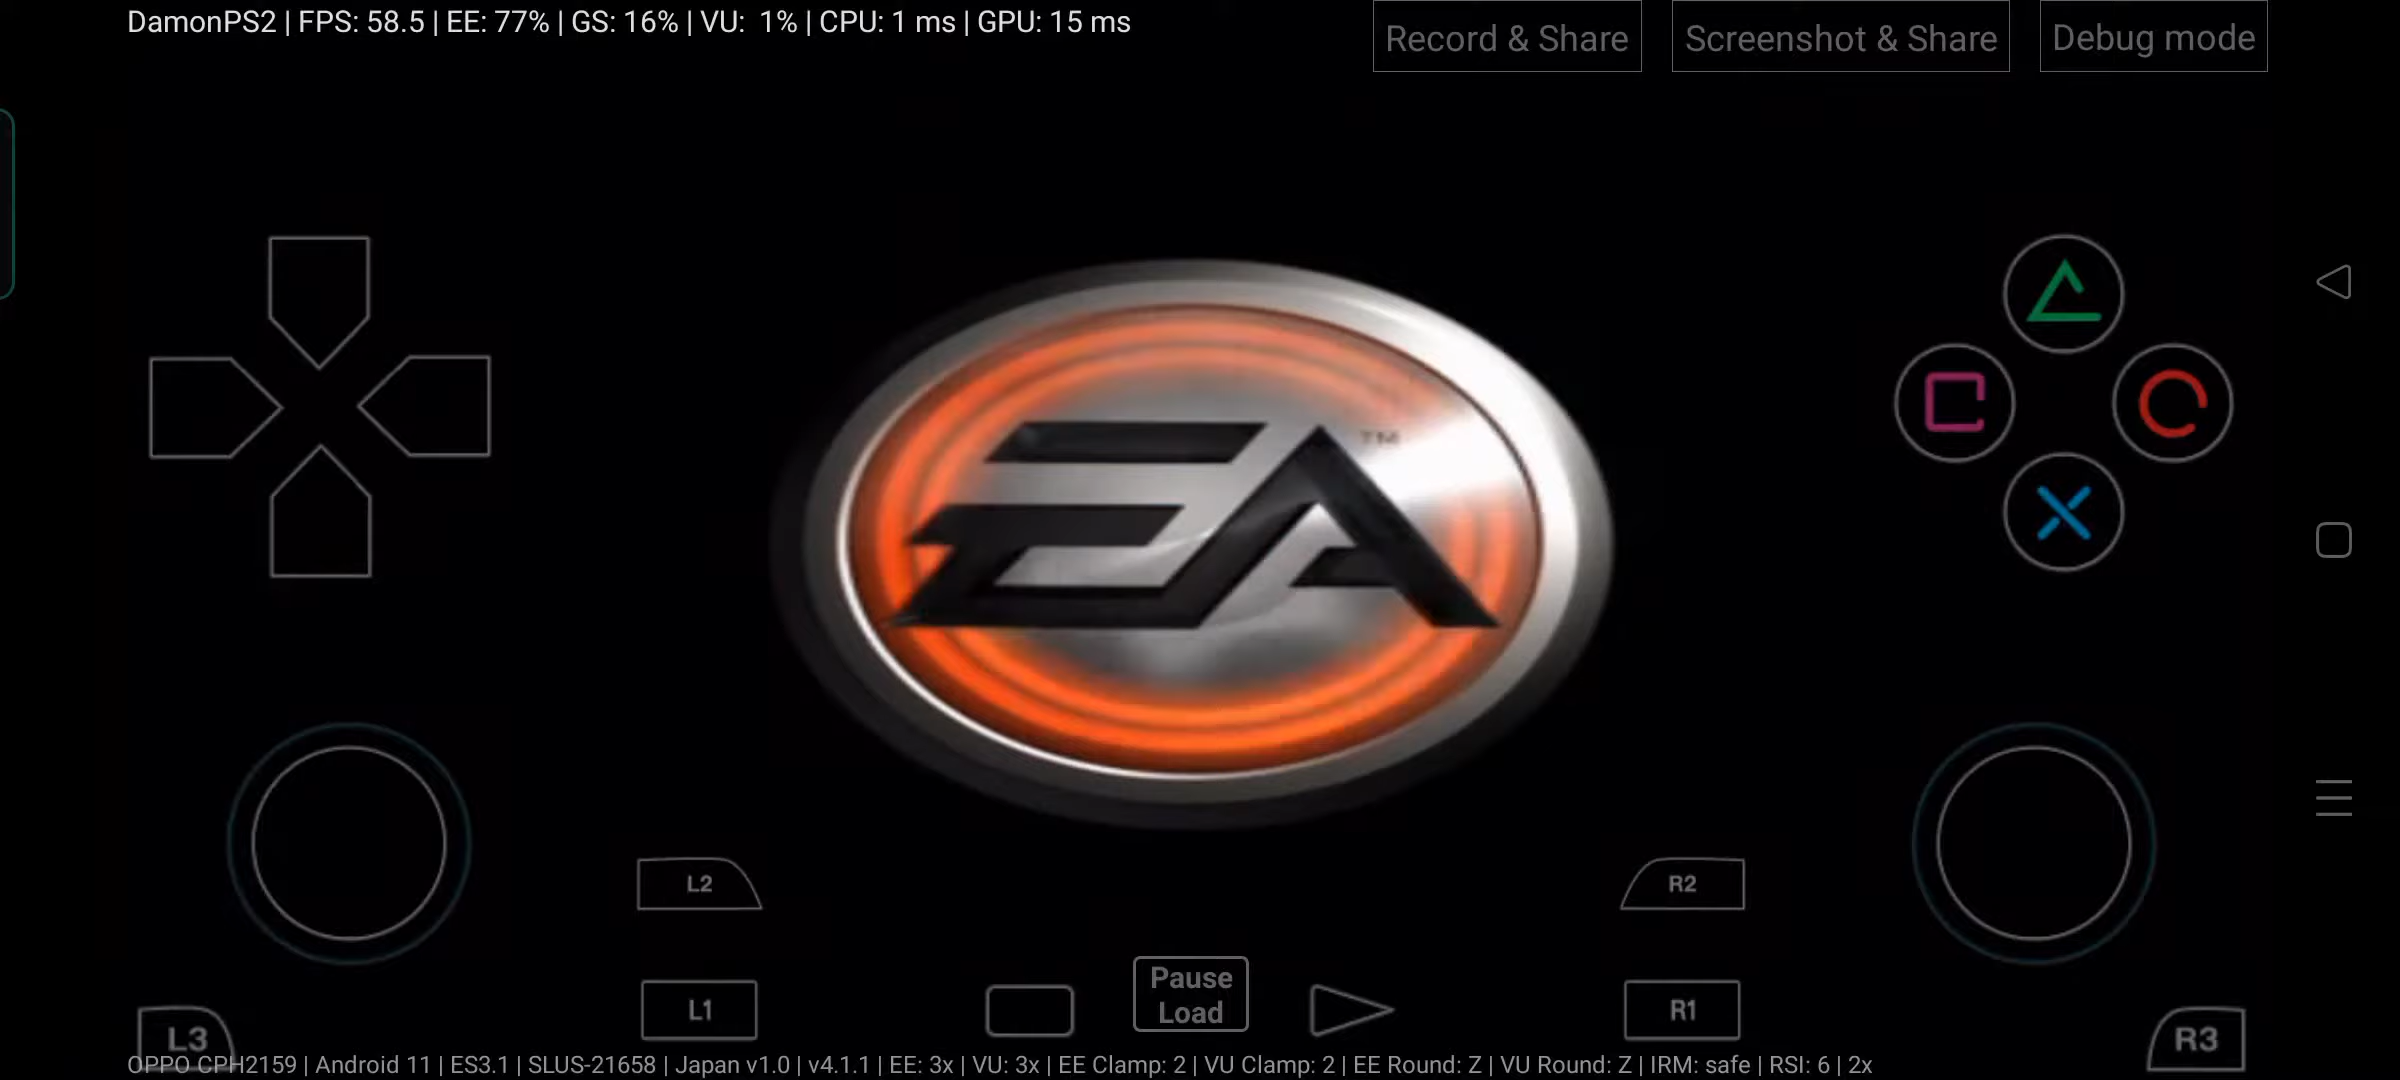 DamonPS2 | FPS: 58.5 | EE: 77% | GS: 16% | VU:  1% | CPU: 1 ms | GPU: 15 ms
Record & Share
Screenshot & Share
Debug mode
EA™
L2
R2
Pause
Load
L1
R1
L3
R3
OPPO CPH2159 | Android 11 | ES3.1 | SLUS-21658 | Japan v1.0 | v4.1.1 | EE: 3x | VU: 3x | EE Clamp: 2 | VU Clamp: 2 | EE Round: Z | VU Round: Z | IRM: safe | RSI: 6 | 2x